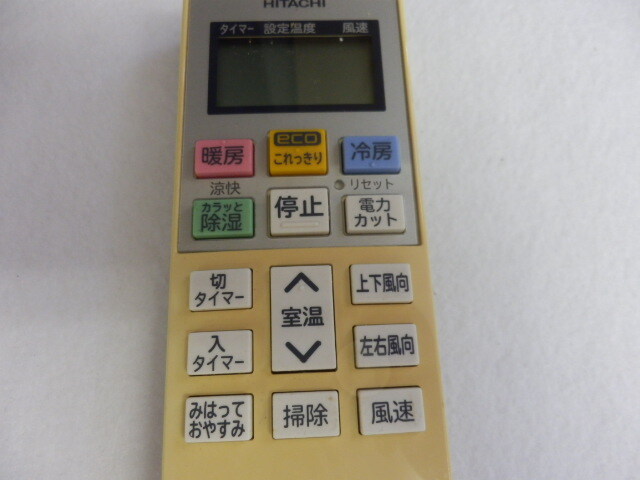 HITACHI
タイマー 設定温度 風速
暖房
eco
これっきり
冷房
涼快
リセット
カラッと
除湿
停止
電力
カット
切
タイマー
室温
上下風向
入
タイマー
左右風向
みはって
おやすみ
掃除
風速